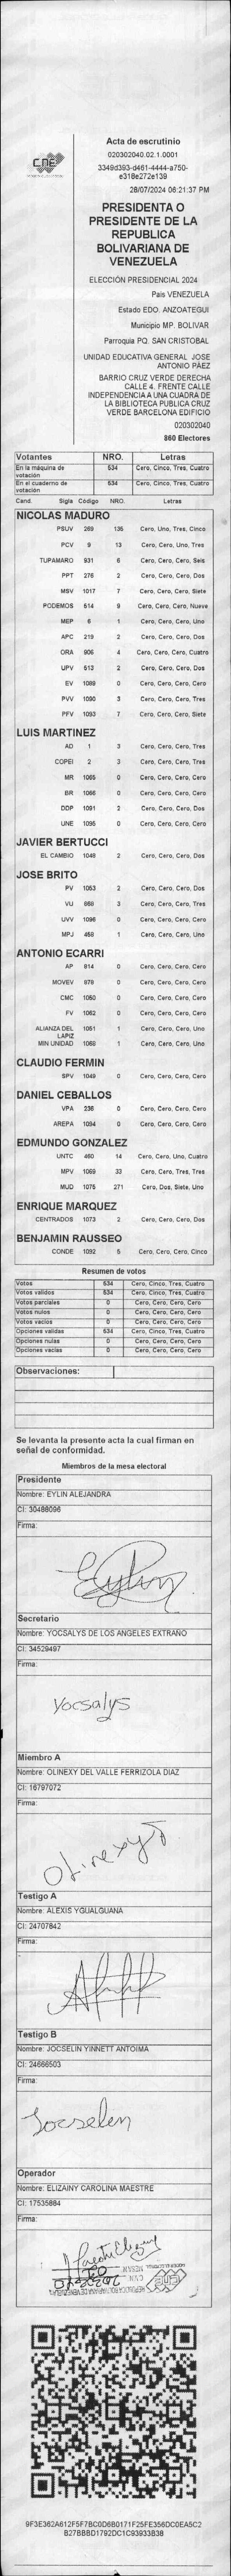 CNE
Acta de escrutinio
020302040.02.1.0001
3349d393-d461-4444-a750-
e318e272e139
28/07/2024 06:21:37 PM
PRESIDENTA O
PRESIDENTE DE LA
REPUBLICA
BOLIVARIANA DE
VENEZUELA
ELECCIÓN PRESIDENCIAL 2024
Pais VENEZUELA
Estado EDO. ANZOATEGUI
Municipio MP. BOLIVAR
Parroquia PQ. SAN CRISTOBAL
UNIDAD EDUCATIVA GENERAL JOSE
ANTONIO PÁEZ
BARRIO CRUZ VERDE DERECHA
CALLE 4. FRENTE CALLE
INDEPENDENCIA A UNA CUADRA DE
LA BIBLIOTECA PUBLICA CRUZ
VERDE BARCELONA EDIFICIO
020302040
860 Electores
Votantes NRO. Letras
En la máquina de votación 534 Cero, Cinco, Tres, Cuatro
En el cuaderno de votación 534 Cero, Cinco, Tres, Cuatro
Cand. Sigla Código NRO. Letras
NICOLAS MADURO
PSUV 269 135 Cero, Uno, Tres, Cinco
PCV 9 13 Cero, Cero, Uno, Tres
TUPAMARO 931 6 Cero, Cero, Cero, Seis
PPT 276 2 Cero, Cero, Cero, Dos
MSV 1017 7 Cero, Cero, Cero, Siete
PODEMOS 514 9 Cero, Cero, Cero, Nueve
MEP 6 1 Cero, Cero, Cero, Uno
APC 219 2 Cero, Cero, Cero, Dos
ORA 906 4 Cero, Cero, Cero, Cuatro
UPV 513 2 Cero, Cero, Cero, Dos
EV 1089 0 Cero, Cero, Cero, Cero
PVV 1090 3 Cero, Cero, Cero, Tres
PFV 1093 7 Cero, Cero, Cero, Siete
LUIS MARTINEZ
AD 1 3 Cero, Cero, Cero, Tres
COPEI 2 3 Cero, Cero, Cero, Tres
MR 1065 0 Cero, Cero, Cero, Cero
BR 1066 0 Cero, Cero, Cero, Cero
DDP 1091 2 Cero, Cero, Cero, Dos
UNE 1095 0 Cero, Cero, Cero, Cero
JAVIER BERTUCCI
EL CAMBIO 1048 2 Cero, Cero, Cero, Dos
JOSE BRITO
PV 1053 2 Cero, Cero, Cero, Dos
VU 868 3 Cero, Cero, Cero, Tres
UVV 1096 0 Cero, Cero, Cero, Cero
MPJ 458 1 Cero, Cero, Cero, Uno
ANTONIO ECARRI
AP 814 0 Cero, Cero, Cero, Cero
MOVEV 878 0 Cero, Cero, Cero, Cero
CMC 1050 0 Cero, Cero, Cero, Cero
FV 1062 0 Cero, Cero, Cero, Cero
ALIANZA DEL LAPIZ 1051 1 Cero, Cero, Cero, Uno
MIN UNIDAD 1068 1 Cero, Cero, Cero, Uno
CLAUDIO FERMIN
SPV 1049 0 Cero, Cero, Cero, Cero
DANIEL CEBALLOS
VPA 236 0 Cero, Cero, Cero, Cero
AREPA 1094 0 Cero, Cero, Cero, Cero
EDMUNDO GONZALEZ
UNTC 460 14 Cero, Cero, Uno, Cuatro
MPV 1069 33 Cero, Cero, Tres, Tres
MUD 1075 271 Cero, Dos, Siete, Uno
ENRIQUE MARQUEZ
CENTRADOS 1073 2 Cero, Cero, Cero, Dos
BENJAMIN RAUSSEO
CONDE 1092 5 Cero, Cero, Cero, Cinco
Resumen de votos
Votos 534 Cero, Cinco, Tres, Cuatro
Votos validos 534 Cero, Cinco, Tres, Cuatro
Votos parciales 0 Cero, Cero, Cero, Cero
Votos nulos 0 Cero, Cero, Cero, Cero
Votos vacios 0 Cero, Cero, Cero, Cero
Opciones validas 534 Cero, Cinco, Tres, Cuatro
Opciones nulas 0 Cero, Cero, Cero, Cero
Opciones vacias 0 Cero, Cero, Cero, Cero
Observaciones:
Se levanta la presente acta la cual firman en
señal de conformidad.
Miembros de la mesa electoral
Presidente
Nombre: EYLIN ALEJANDRA
CI: 30488096
Firma:
Eylin
Secretario
Nombre: YOCSALYS DE LOS ANGELES EXTRAÑO
CI: 34529497
Firma:
Yocsalys
Miembro A
Nombre: OLINEXY DEL VALLE FERRIZOLA DIAZ
CI: 16797072
Firma:
Olinexy
Testigo A
Nombre: ALEXIS YGUALGUANA
CI: 24707842
Firma:
Testigo B
Nombre: JOCSELIN YINNETT ANTOIMA
CI: 24666503
Firma:
Jocselen
Operador
Nombre: ELIZAINY CAROLINA MAESTRE
CI: 17535884
Firma:
REPÚBLICA BOLIVARIANA DE VENEZUELA
CNE
9F3E362A612F5F7BC0D6B0171F25FE356DC0EA5C2
B27BBBD1792DC1C93933B38